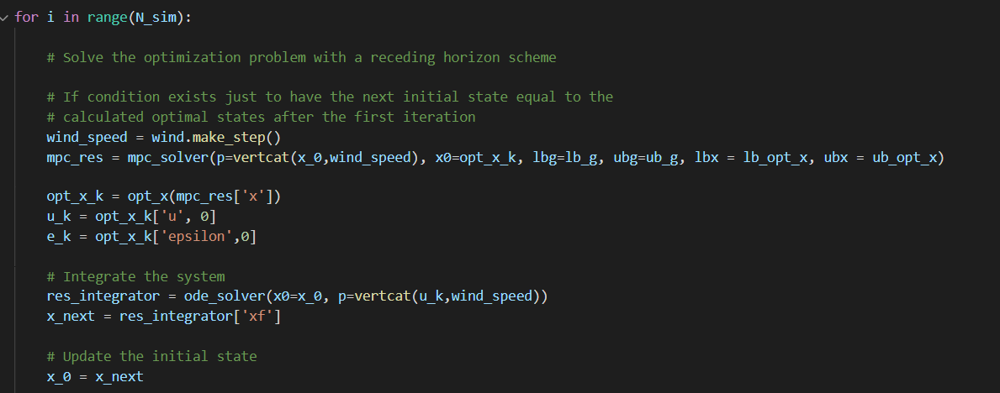 for i in range(N_sim):
# Solve the optimization problem with a receding horizon scheme
# If condition exists just to have the next initial state equal to the
# calculated optimal states after the first iteration
wind_speed = wind.make_step()
mpc_res = mpc_solver(p=vertcat(x_0,wind_speed), x0=opt_x_k, lbg=lb_g, ubg=ub_g, lbx = lb_opt_x, ubx = ub_opt_x)
opt_x_k = opt_x(mpc_res['x'])
u_k = opt_x_k['u', 0]
e_k = opt_x_k['epsilon',0]
# Integrate the system
res_integrator = ode_solver(x0=x_0, p=vertcat(u_k,wind_speed))
x_next = res_integrator['xf']
# Update the initial state
x_0 = x_next